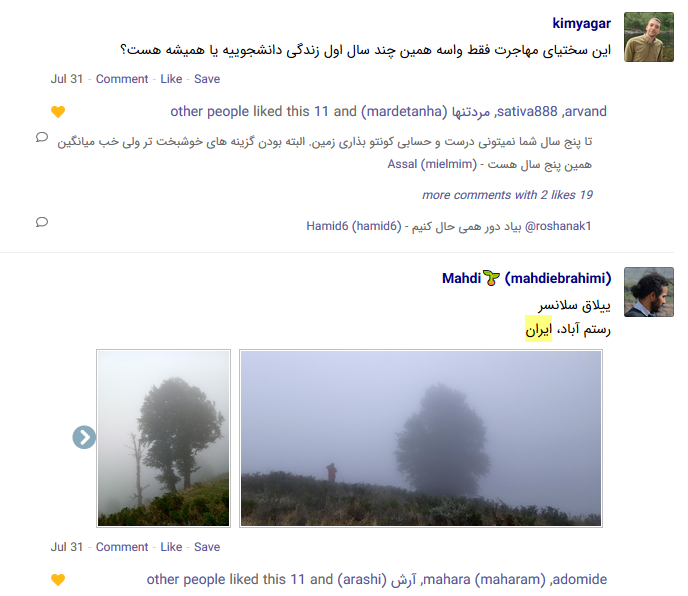 kimyagar
این سختیای مهاجرت فقط واسه همین چند سال اول زندگی دانشجوییه یا همیشه هست؟
Jul 31 - Comment - Like - Save
other people liked this 11 and (mardetanha) مردتنها ,sativa888 ,arvand
تا پنج سال شما نمیتونی درست و حسابی کونتو بذاری زمین. البته بودن گزینه های خوشبخت تر ولی خب میانگین
همین پنج سال هست - Assal (mielmim)
more comments with 2 likes 19
@roshanak1 بیاد دور همی حال کنیم - Hamid6 (hamid6)
Mahdi (mahdiebrahimi)
ییلاق سلانسر
رستم آباد، ایران
Jul 31 - Comment - Like - Save
other people liked this 11 and (arashi) آرش ,mahara (maharam) ,adomide